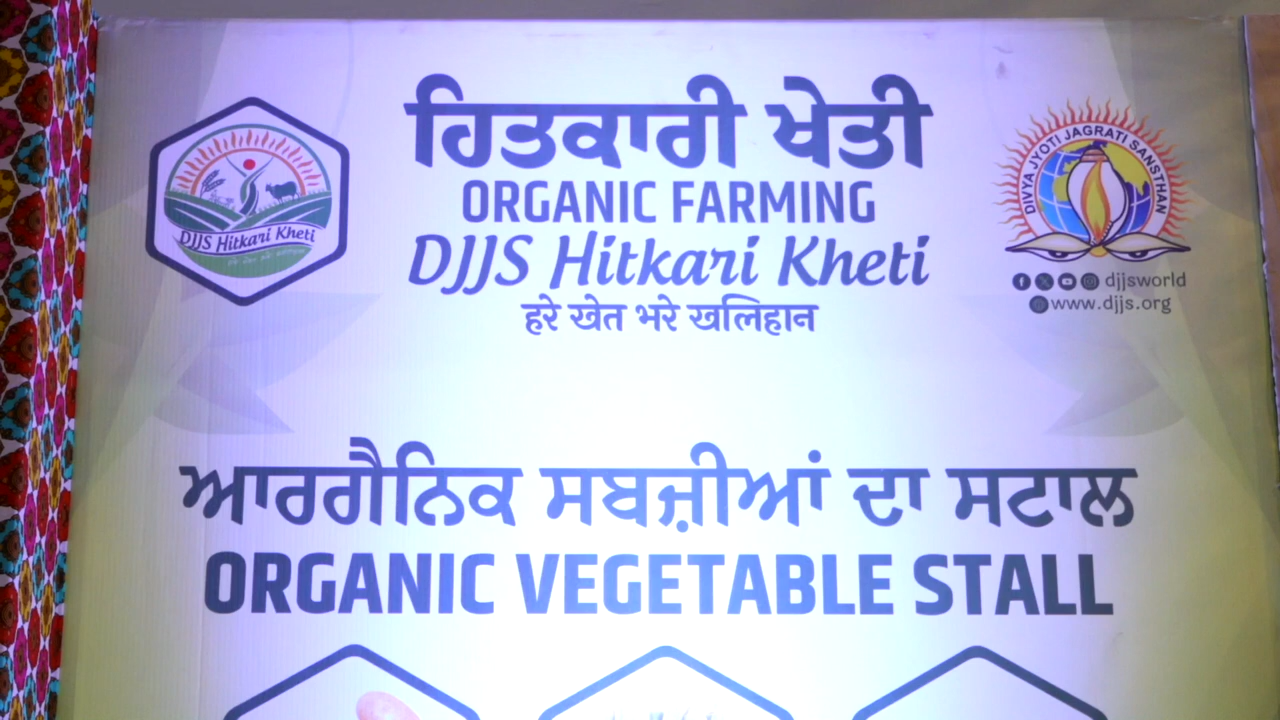 ਹਿਤਕਾਰੀ ਖੇਤੀ
ORGANIC FARMING
DJJS Hitkari Kheti
हरे खेत भरे खलिहान
DJJS Hitkari Kheti
DIVYA JYOTI JAGRATI SANSTHAN
djjsworld
www.djjs.org
ਆਰਗੈਨਿਕ ਸਬਜ਼ੀਆਂ ਦਾ ਸਟਾਲ
ORGANIC VEGETABLE STALL